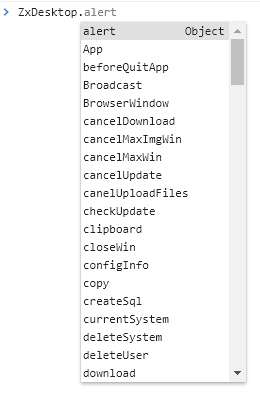 > ZxDesktop.alert
alert Object
App
beforeQuitApp
Broadcast
BrowserWindow
cancelDownload
cancelMaxImgWin
cancelMaxWin
cancelUpdate
canelUploadFiles
checkUpdate
clipboard
closeWin
configInfo
copy
createSql
currentSystem
deleteSystem
deleteUser
download